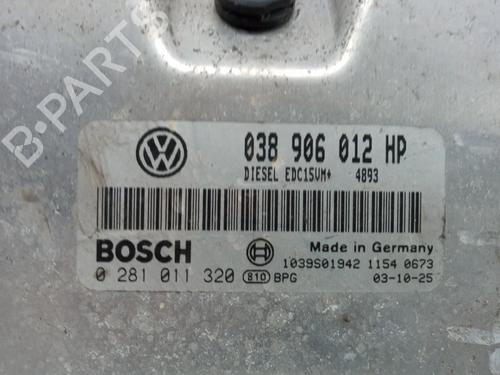 B-PARTS
038 906 012 HP
DIESEL EDC15VM+ 4893
BOSCH
Made in Germany
1039S01942 1154 0673
0 281 011 320 810 BPG 03-10-25